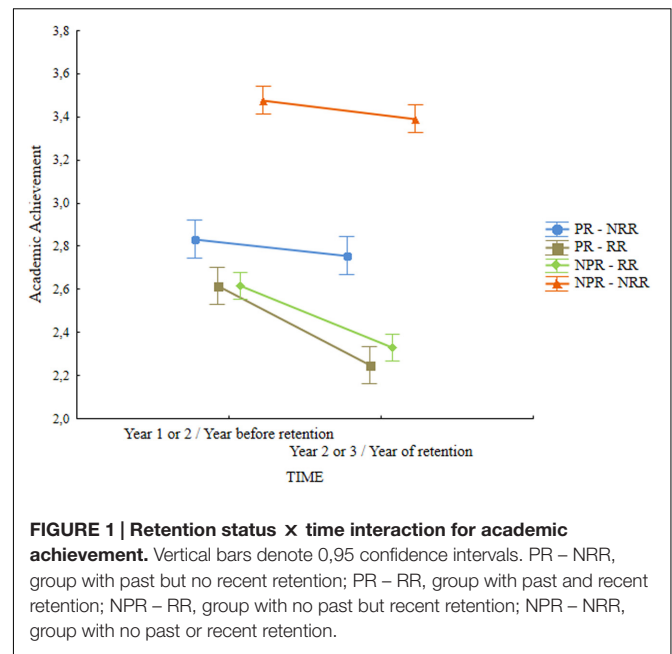 3,8
3,6
3,4
3,2
3,0
2,8
2,6
2,4
2,2
2,0
Academic Achievement
PR - NRR
PR - RR
NPR - RR
NPR - NRR
Year 1 or 2 / Year before retention
Year 2 or 3 / Year of retention
TIME
FIGURE 1 | Retention status × time interaction for academic
achievement. Vertical bars denote 0,95 confidence intervals. PR – NRR,
group with past but no recent retention; PR – RR, group with past and recent
retention; NPR – RR, group with no past but recent retention; NPR – NRR,
group with no past or recent retention.